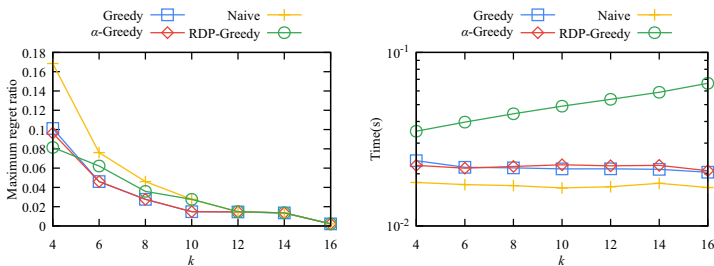 Greedy Naive
α-Greedy RDP-Greedy
Maximum regret ratio
0.18
0.16
0.14
0.12
0.1
0.08
0.06
0.04
0.02
0
4 6 8 10 12 14 16
k
Greedy Naive
α-Greedy RDP-Greedy
Time(s)
10-1
10-2
4 6 8 10 12 14 16
k